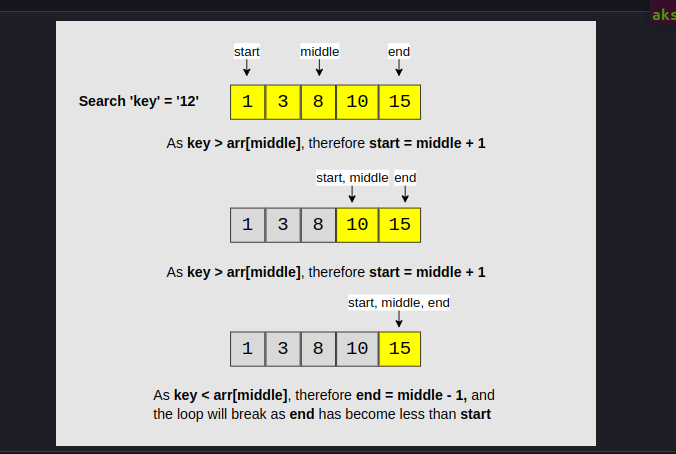 aks
start middle end
Search 'key' = '12' 1 3 8 10 15
As key > arr[middle], therefore start = middle + 1
start, middle end
1 3 8 10 15
As key > arr[middle], therefore start = middle + 1
start, middle, end
1 3 8 10 15
As key < arr[middle], therefore end = middle - 1, and
the loop will break as end has become less than start